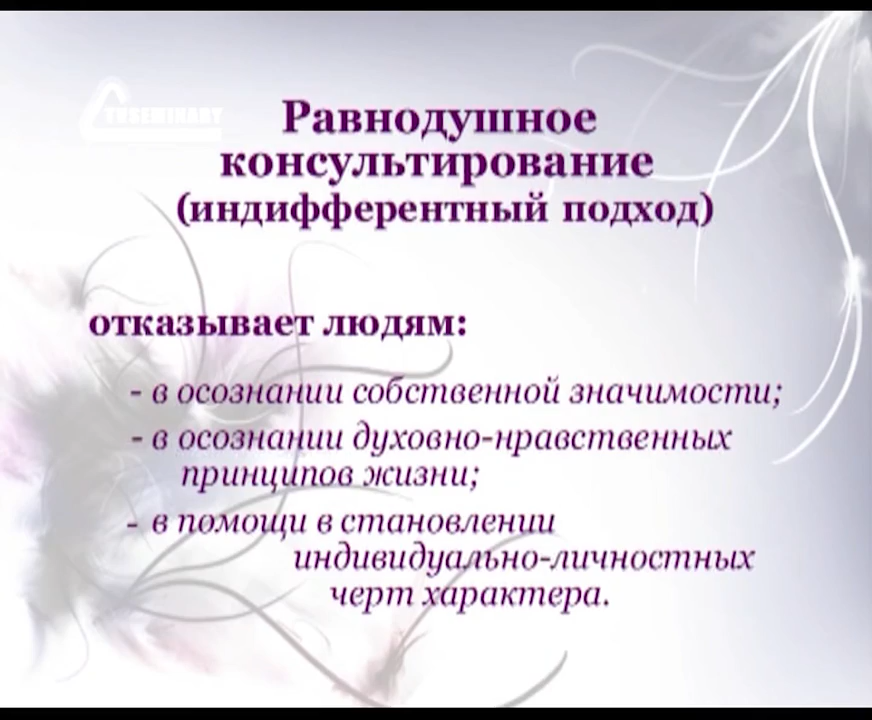 THSEMINARY
Равнодушное
консультирование
(индифферентный подход)
отказывает людям:
- в осознании собственной значимости;
- в осознании духовно-нравственных
принципов жизни;
- в помощи в становлении
индивидуально-личностных
черт характера.